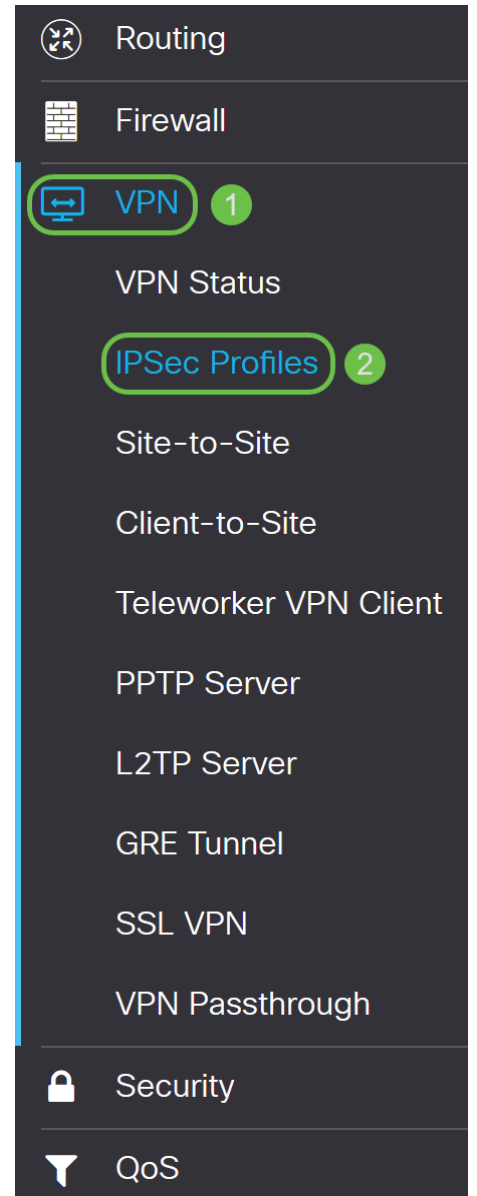 Routing
Firewall
VPN 1
VPN Status
IPSec Profiles 2
Site-to-Site
Client-to-Site
Teleworker VPN Client
PPTP Server
L2TP Server
GRE Tunnel
SSL VPN
VPN Passthrough
Security
QoS